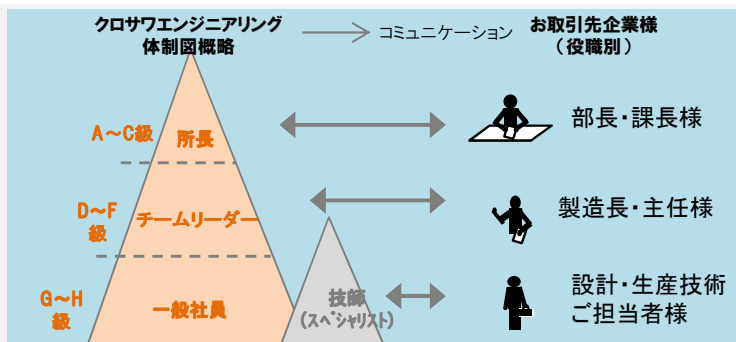 クロサワエンジニアリング
体制図概略
コミュニケーション
お取引先企業様
(役職別)
A～C級
所長
部長・課長様
D～F
級
チームリーダー
製造長・主任様
G～H
級
一般社員
技師
(スペシャリスト)
設計・生産技術
ご担当者様